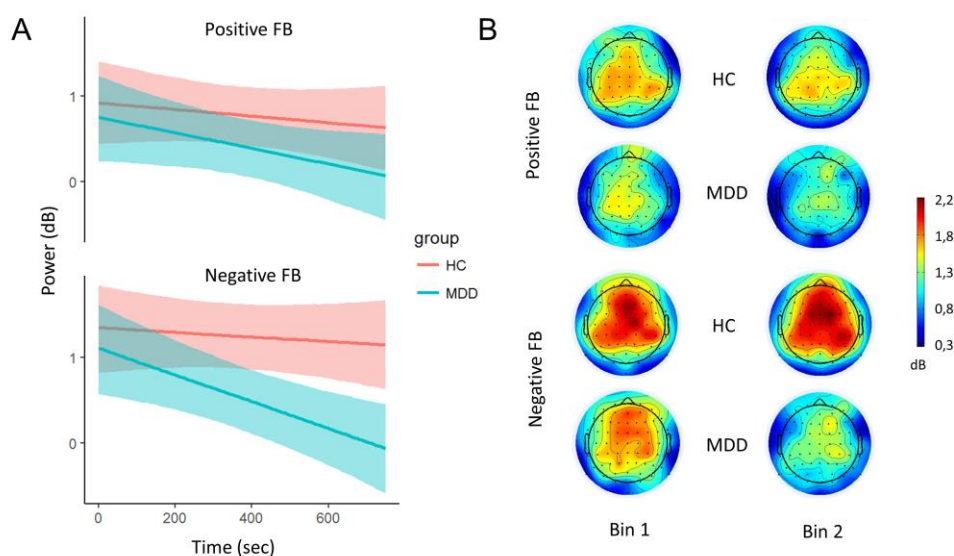 A
Positive FB
1
0
Power (dB)
Negative FB
1
0
0
200
400
600
Time (sec)
group
HC
MDD
B
Positive FB
HC
MDD
Negative FB
HC
MDD
Bin 1
Bin 2
2,2
1,8
1,3
0,8
0,3
dB